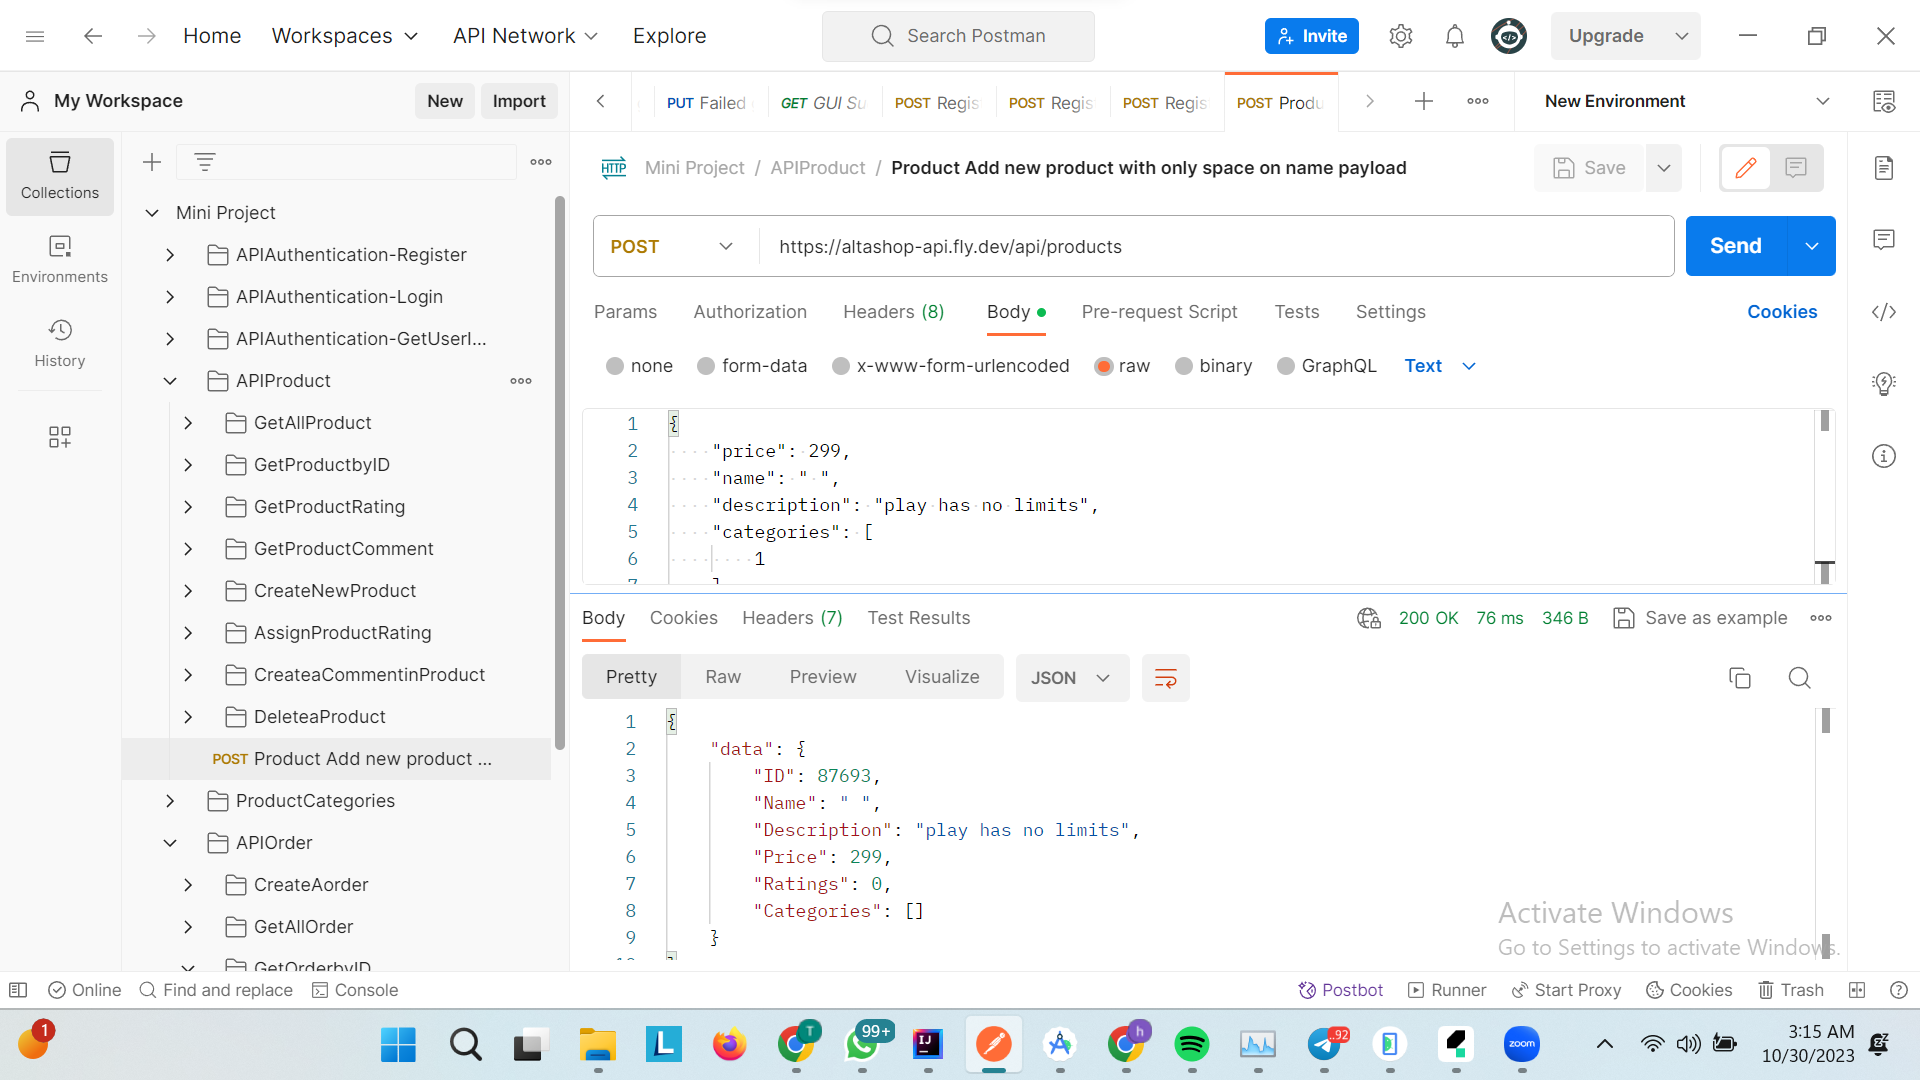 Home
Workspaces
API Network
Explore
Search Postman
Invite
Upgrade
My Workspace
New
Import
PUT Failed
GET GUI Su
POST Regis
POST Regis
POST Regis
POST Produ
New Environment
Collections
Environments
History
Mini Project
APIAuthentication-Register
APIAuthentication-Login
APIAuthentication-GetUserI...
APIProduct
GetAllProduct
GetProductbyID
GetProductRating
GetProductComment
CreateNewProduct
AssignProductRating
CreateaCommentinProduct
DeleteaProduct
POST Product Add new product ...
ProductCategories
APIOrder
CreateAorder
GetAllOrder
GetOrderbyID
HTTP Mini Project / APIProduct / Product Add new product with only space on name payload
Save
POST
https://altashop-api.fly.dev/api/products
Send
Params
Authorization
Headers (8)
Body
Pre-request Script
Tests
Settings
Cookies
none
form-data
x-www-form-urlencoded
raw
binary
GraphQL
Text
1 {
2 "price": 299,
3 "name": " ",
4 "description": "play has no limits",
5 "categories": [
6 1
7 ]
Body
Cookies
Headers (7)
Test Results
200 OK
76 ms
346 B
Save as example
Pretty
Raw
Preview
Visualize
JSON
1 {
2 "data": {
3 "ID": 87693,
4 "Name": " ",
5 "Description": "play has no limits",
6 "Price": 299,
7 "Ratings": 0,
8 "Categories": []
9 }
10 }
Activate Windows
Go to Settings to activate Windows.
Online
Find and replace
Console
Postbot
Runner
Start Proxy
Cookies
Trash
1
L
T
99+
IJ
h
..92
zoom
3:15 AM
10/30/2023